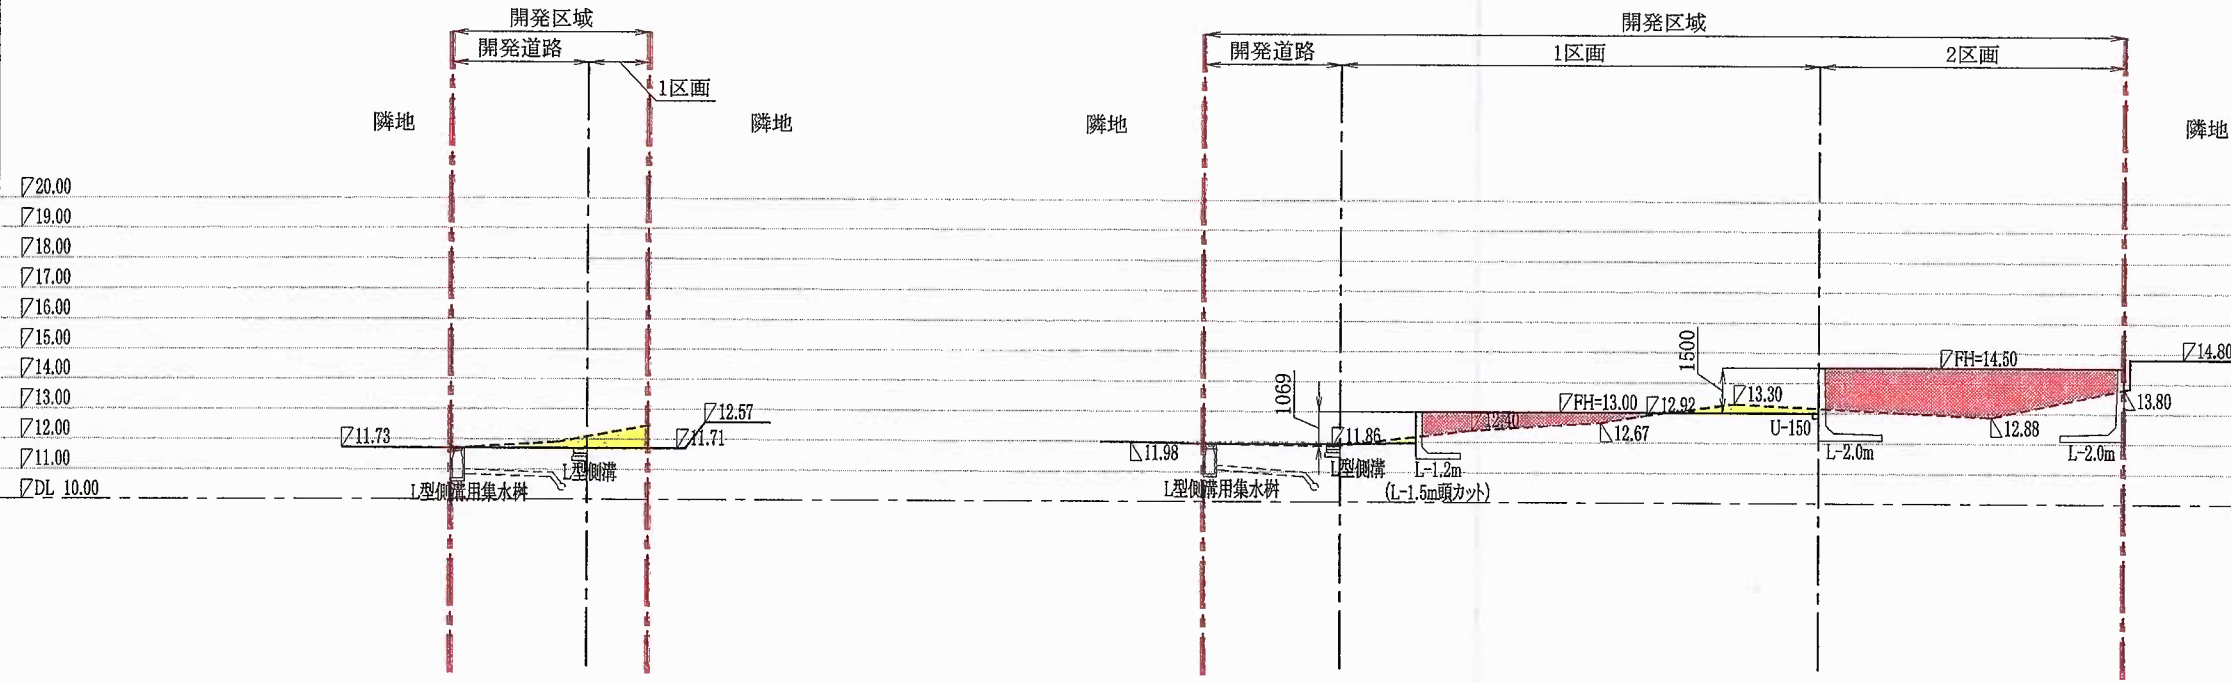 開発区域
開発区域
開発道路
開発道路
1区画
2区画
1区画
隣地
隣地
隣地
隣地
20.00
19.00
18.00
17.00
16.00
15.00
14.00
13.00
12.00
11.00
DL 10.00
11.73
12.57
11.71
L型側溝
L型側溝用集水桝
11.98
1069
11.86
L型側溝
L型側溝用集水桝
L-1.2m
(L-1.5m頭カット)
12.40
FH=13.00
12.67
12.92
1500
13.30
U-150
FH=14.50
14.80
13.80
12.88
L-2.0m
L-2.0m